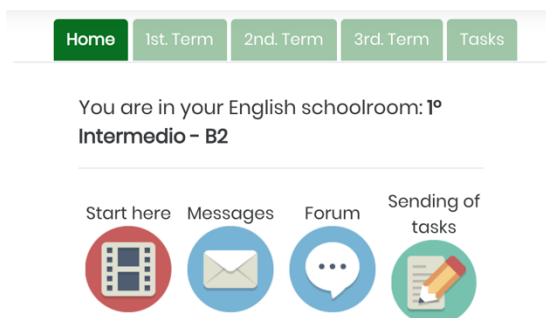 Home 1st. Term 2nd. Term 3rd. Term Tasks
You are in your English schoolroom: 1º
Intermedio - B2
Start here Messages Forum Sending of
tasks